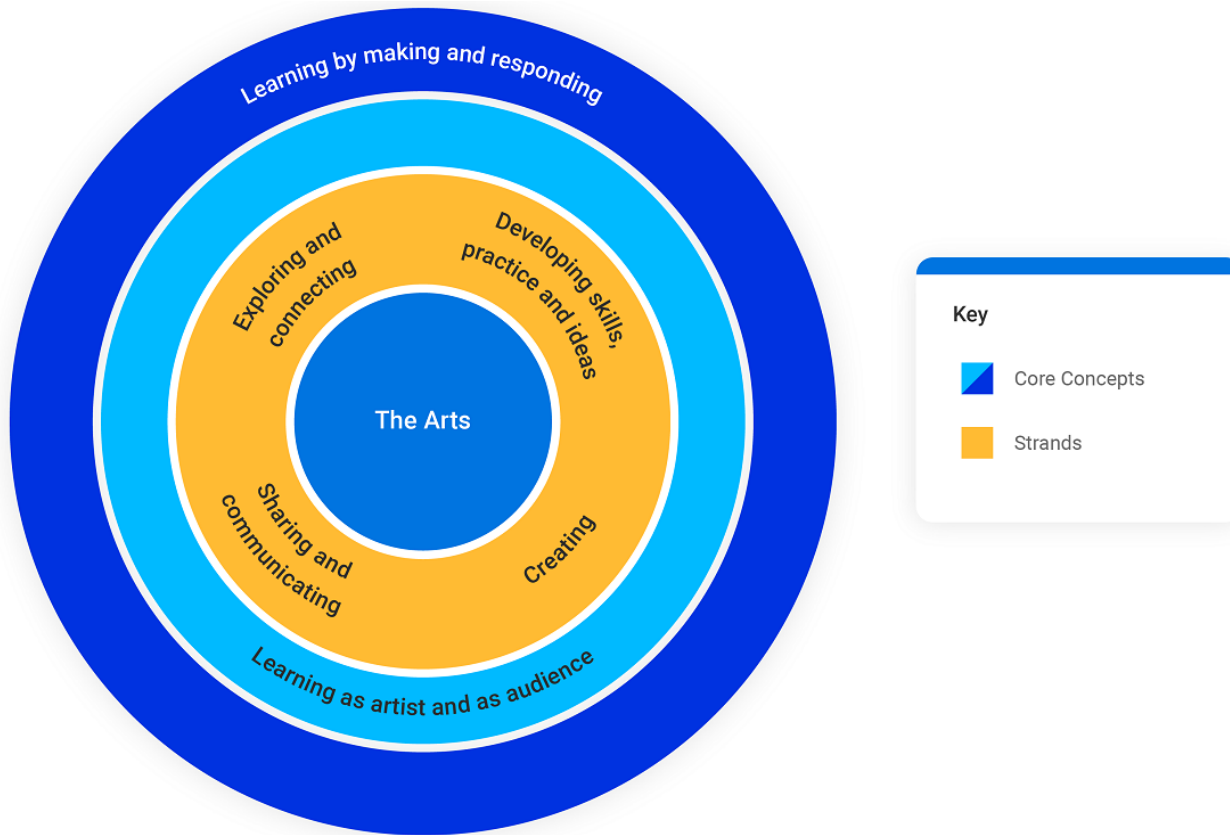 Learning by making and responding
Exploring and
connecting
Developing skills,
practice and ideas
The Arts
Sharing and
communicating
Creating
Learning as artist and as audience
Key
Core Concepts
Strands